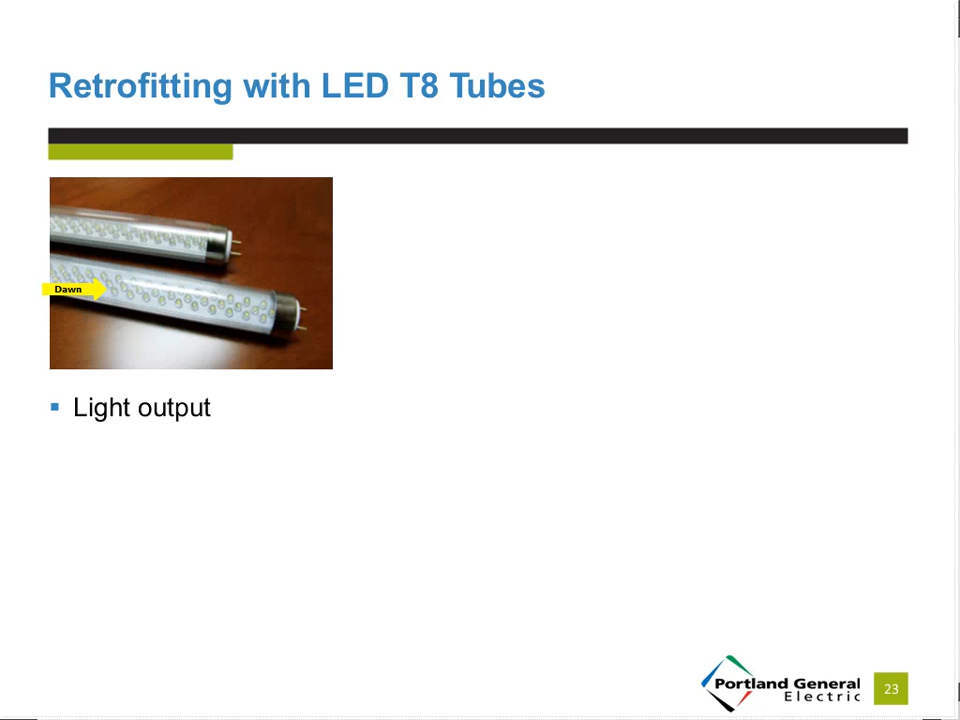 Retrofitting with LED T8 Tubes
Dawn
Light output
Portland General
Electric
23